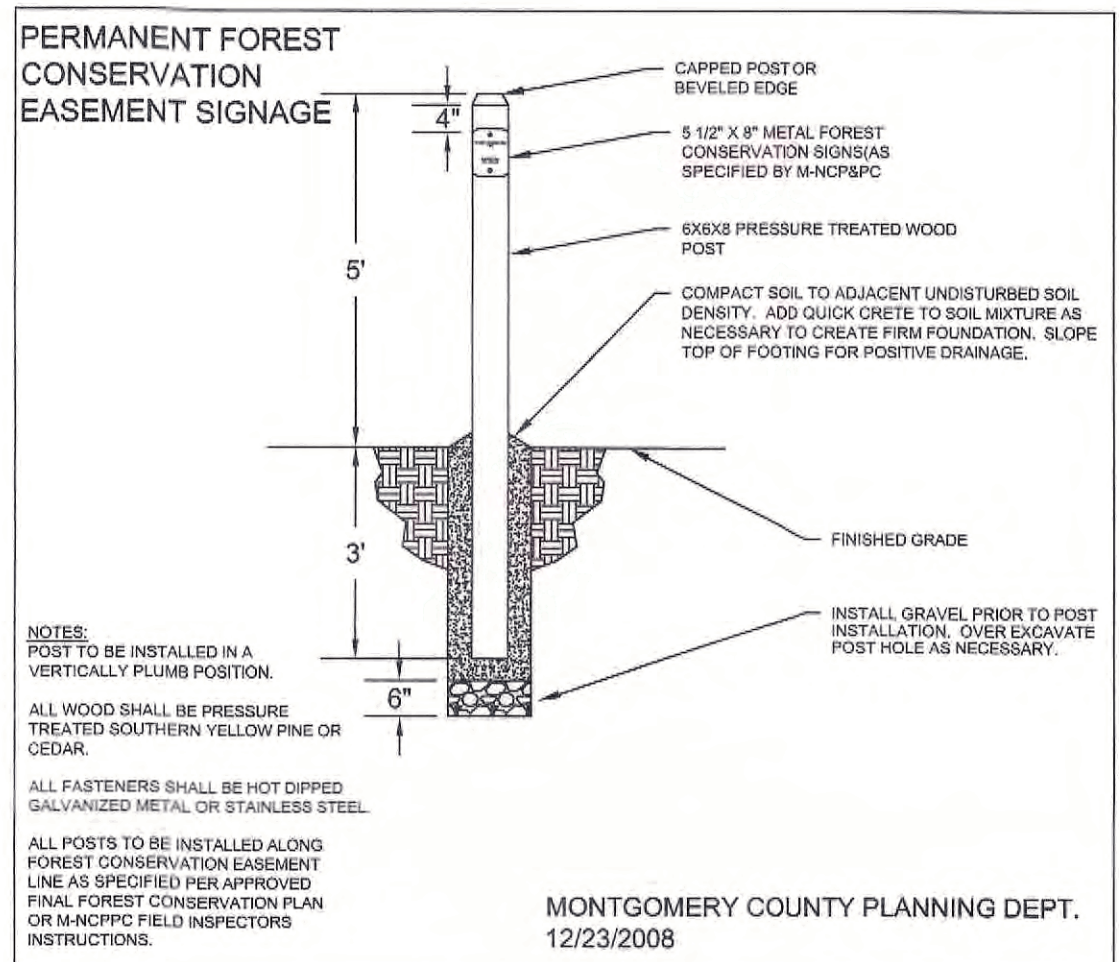 PERMANENT FOREST
CONSERVATION
EASEMENT SIGNAGE
CAPPED POST OR
BEVELED EDGE
4"
5 1/2" X 8" METAL FOREST
CONSERVATION SIGNS(AS
SPECIFIED BY M-NCP&PC
6X6X8 PRESSURE TREATED WOOD
POST
5'
COMPACT SOIL TO ADJACENT UNDISTURBED SOIL
DENSITY. ADD QUICK CRETE TO SOIL MIXTURE AS
NECESSARY TO CREATE FIRM FOUNDATION. SLOPE
TOP OF FOOTING FOR POSITIVE DRAINAGE.
3'
FINISHED GRADE
INSTALL GRAVEL PRIOR TO POST
INSTALLATION. OVER EXCAVATE
POST HOLE AS NECESSARY.
6"
NOTES:
POST TO BE INSTALLED IN A
VERTICALLY PLUMB POSITION.
ALL WOOD SHALL BE PRESSURE
TREATED SOUTHERN YELLOW PINE OR
CEDAR.
ALL FASTENERS SHALL BE HOT DIPPED
GALVANIZED METAL OR STAINLESS STEEL.
ALL POSTS TO BE INSTALLED ALONG
FOREST CONSERVATION EASEMENT
LINE AS SPECIFIED PER APPROVED
FINAL FOREST CONSERVATION PLAN
OR M-NCPPC FIELD INSPECTORS
INSTRUCTIONS.
MONTGOMERY COUNTY PLANNING DEPT.
12/23/2008